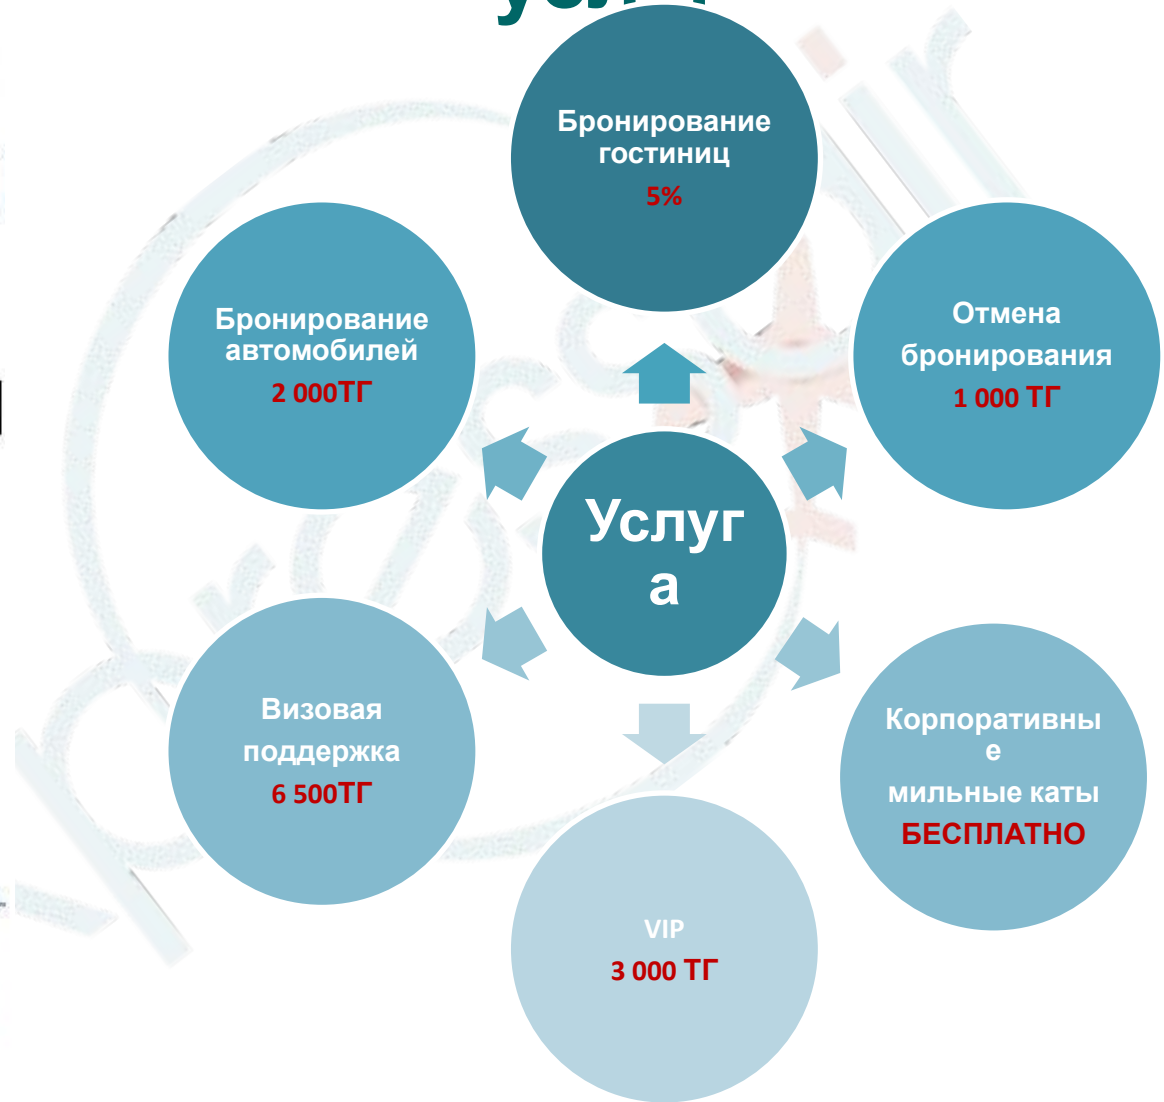 Бронирование
гостиниц
5%
Бронирование
автомобилей
2 000ТГ
Отмена
бронирования
1 000 ТГ
Услуг
а
Визовая
поддержка
6 500ТГ
Корпоративны
е
мильные каты
БЕСПЛАТНО
VIP
3 000 ТГ